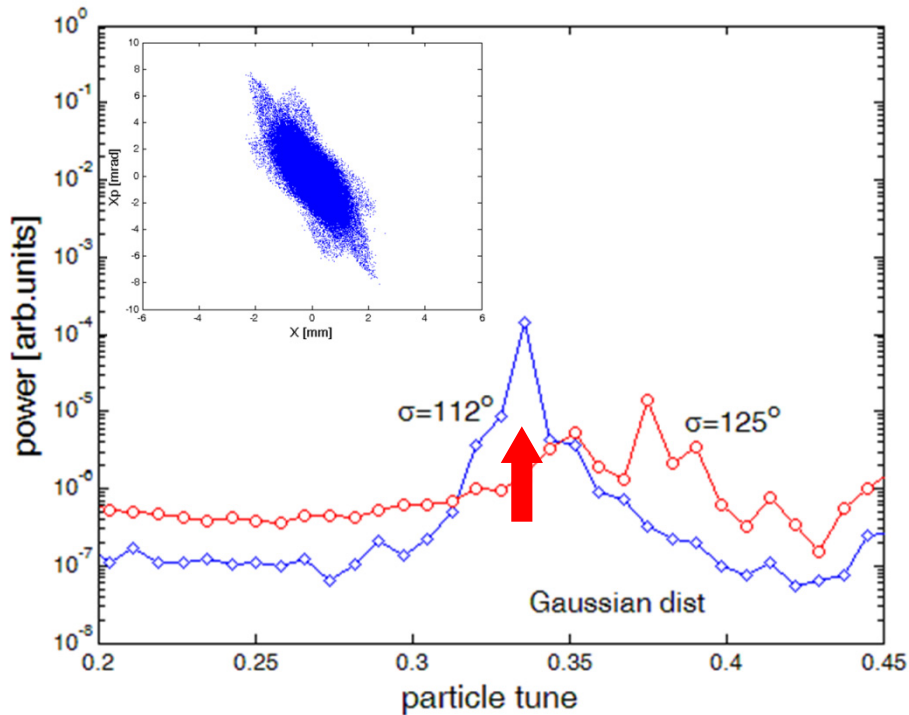 10⁰
10⁻¹
10⁻²
10⁻³
10⁻⁴
10⁻⁵
10⁻⁶
10⁻⁷
10⁻⁸
power [arb.units]
10
8
6
4
2
0
-2
-4
-6
-8
-10
Xp [mrad]
-6 -4 -2 0 2 4 6
X [mm]
σ=112°
σ=125°
Gaussian dist
0.2 0.25 0.3 0.35 0.4 0.45
particle tune